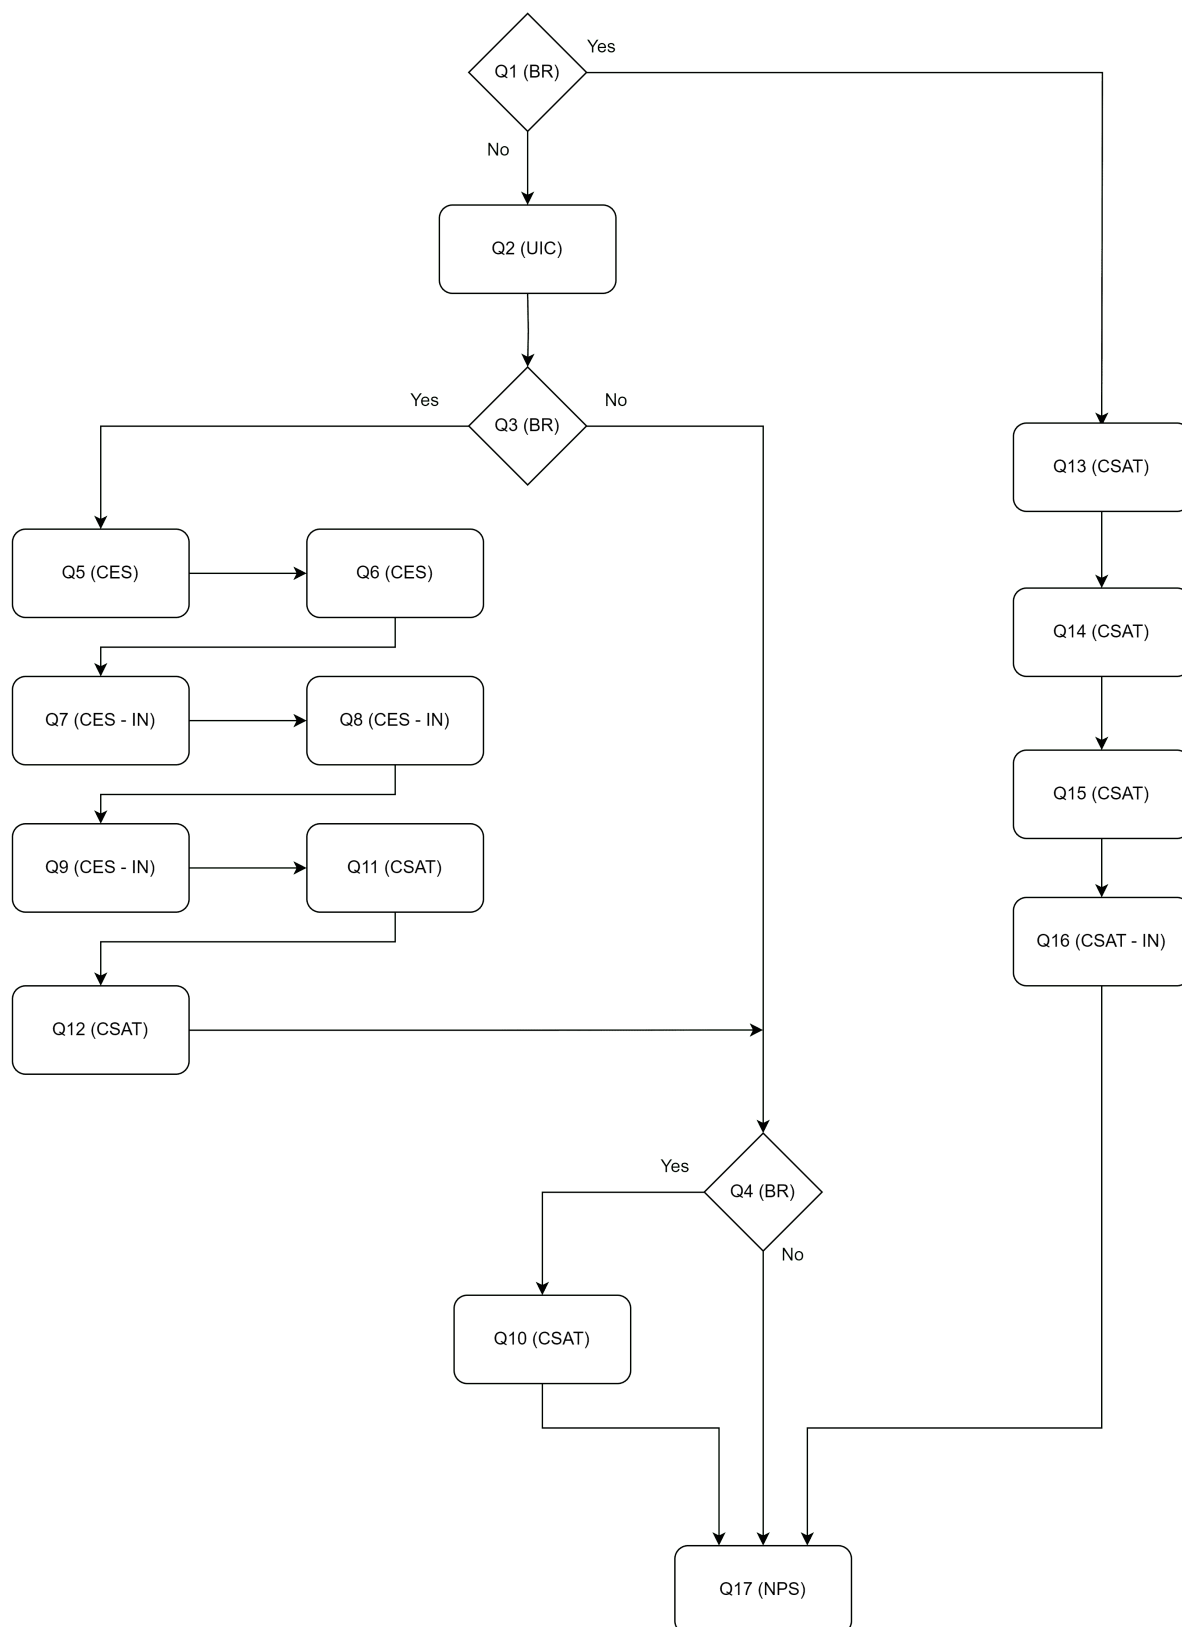 Yes
Q1 (BR)
No
Q2 (UIC)
Yes
No
Q3 (BR)
Q13 (CSAT)
Q5 (CES)
Q6 (CES)
Q14 (CSAT)
Q7 (CES - IN)
Q8 (CES - IN)
Q15 (CSAT)
Q9 (CES - IN)
Q11 (CSAT)
Q16 (CSAT - IN)
Q12 (CSAT)
Yes
Q4 (BR)
No
Q10 (CSAT)
Q17 (NPS)